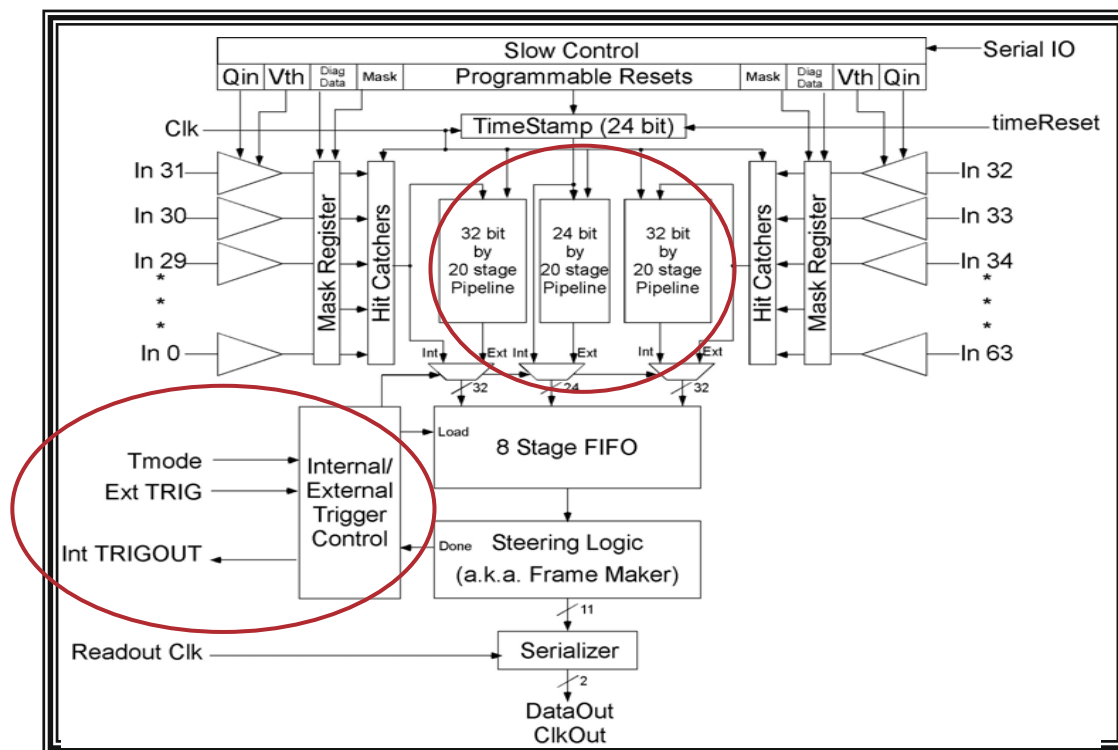 Slow Control
Serial IO
Qin Vth Diag Data Mask Programmable Resets Mask Diag Data Vth Qin
Clk
TimeStamp (24 bit)
timeReset
In 31
In 30
In 29
*
*
*
In 0
Mask Register
Hit Catchers
32 bit
by
20 stage
Pipeline
24 bit
by
20 stage
Pipeline
32 bit
by
20 stage
Pipeline
Hit Catchers
Mask Register
In 32
In 33
In 34
*
*
*
In 63
Int Ext Int Ext Int Ext
32 24 32
Tmode
Ext TRIG
Int TRIGOUT
Internal/
External
Trigger
Control
Load
8 Stage FIFO
Done
Steering Logic
(a.k.a. Frame Maker)
11
Readout Clk
Serializer
2
DataOut
ClkOut